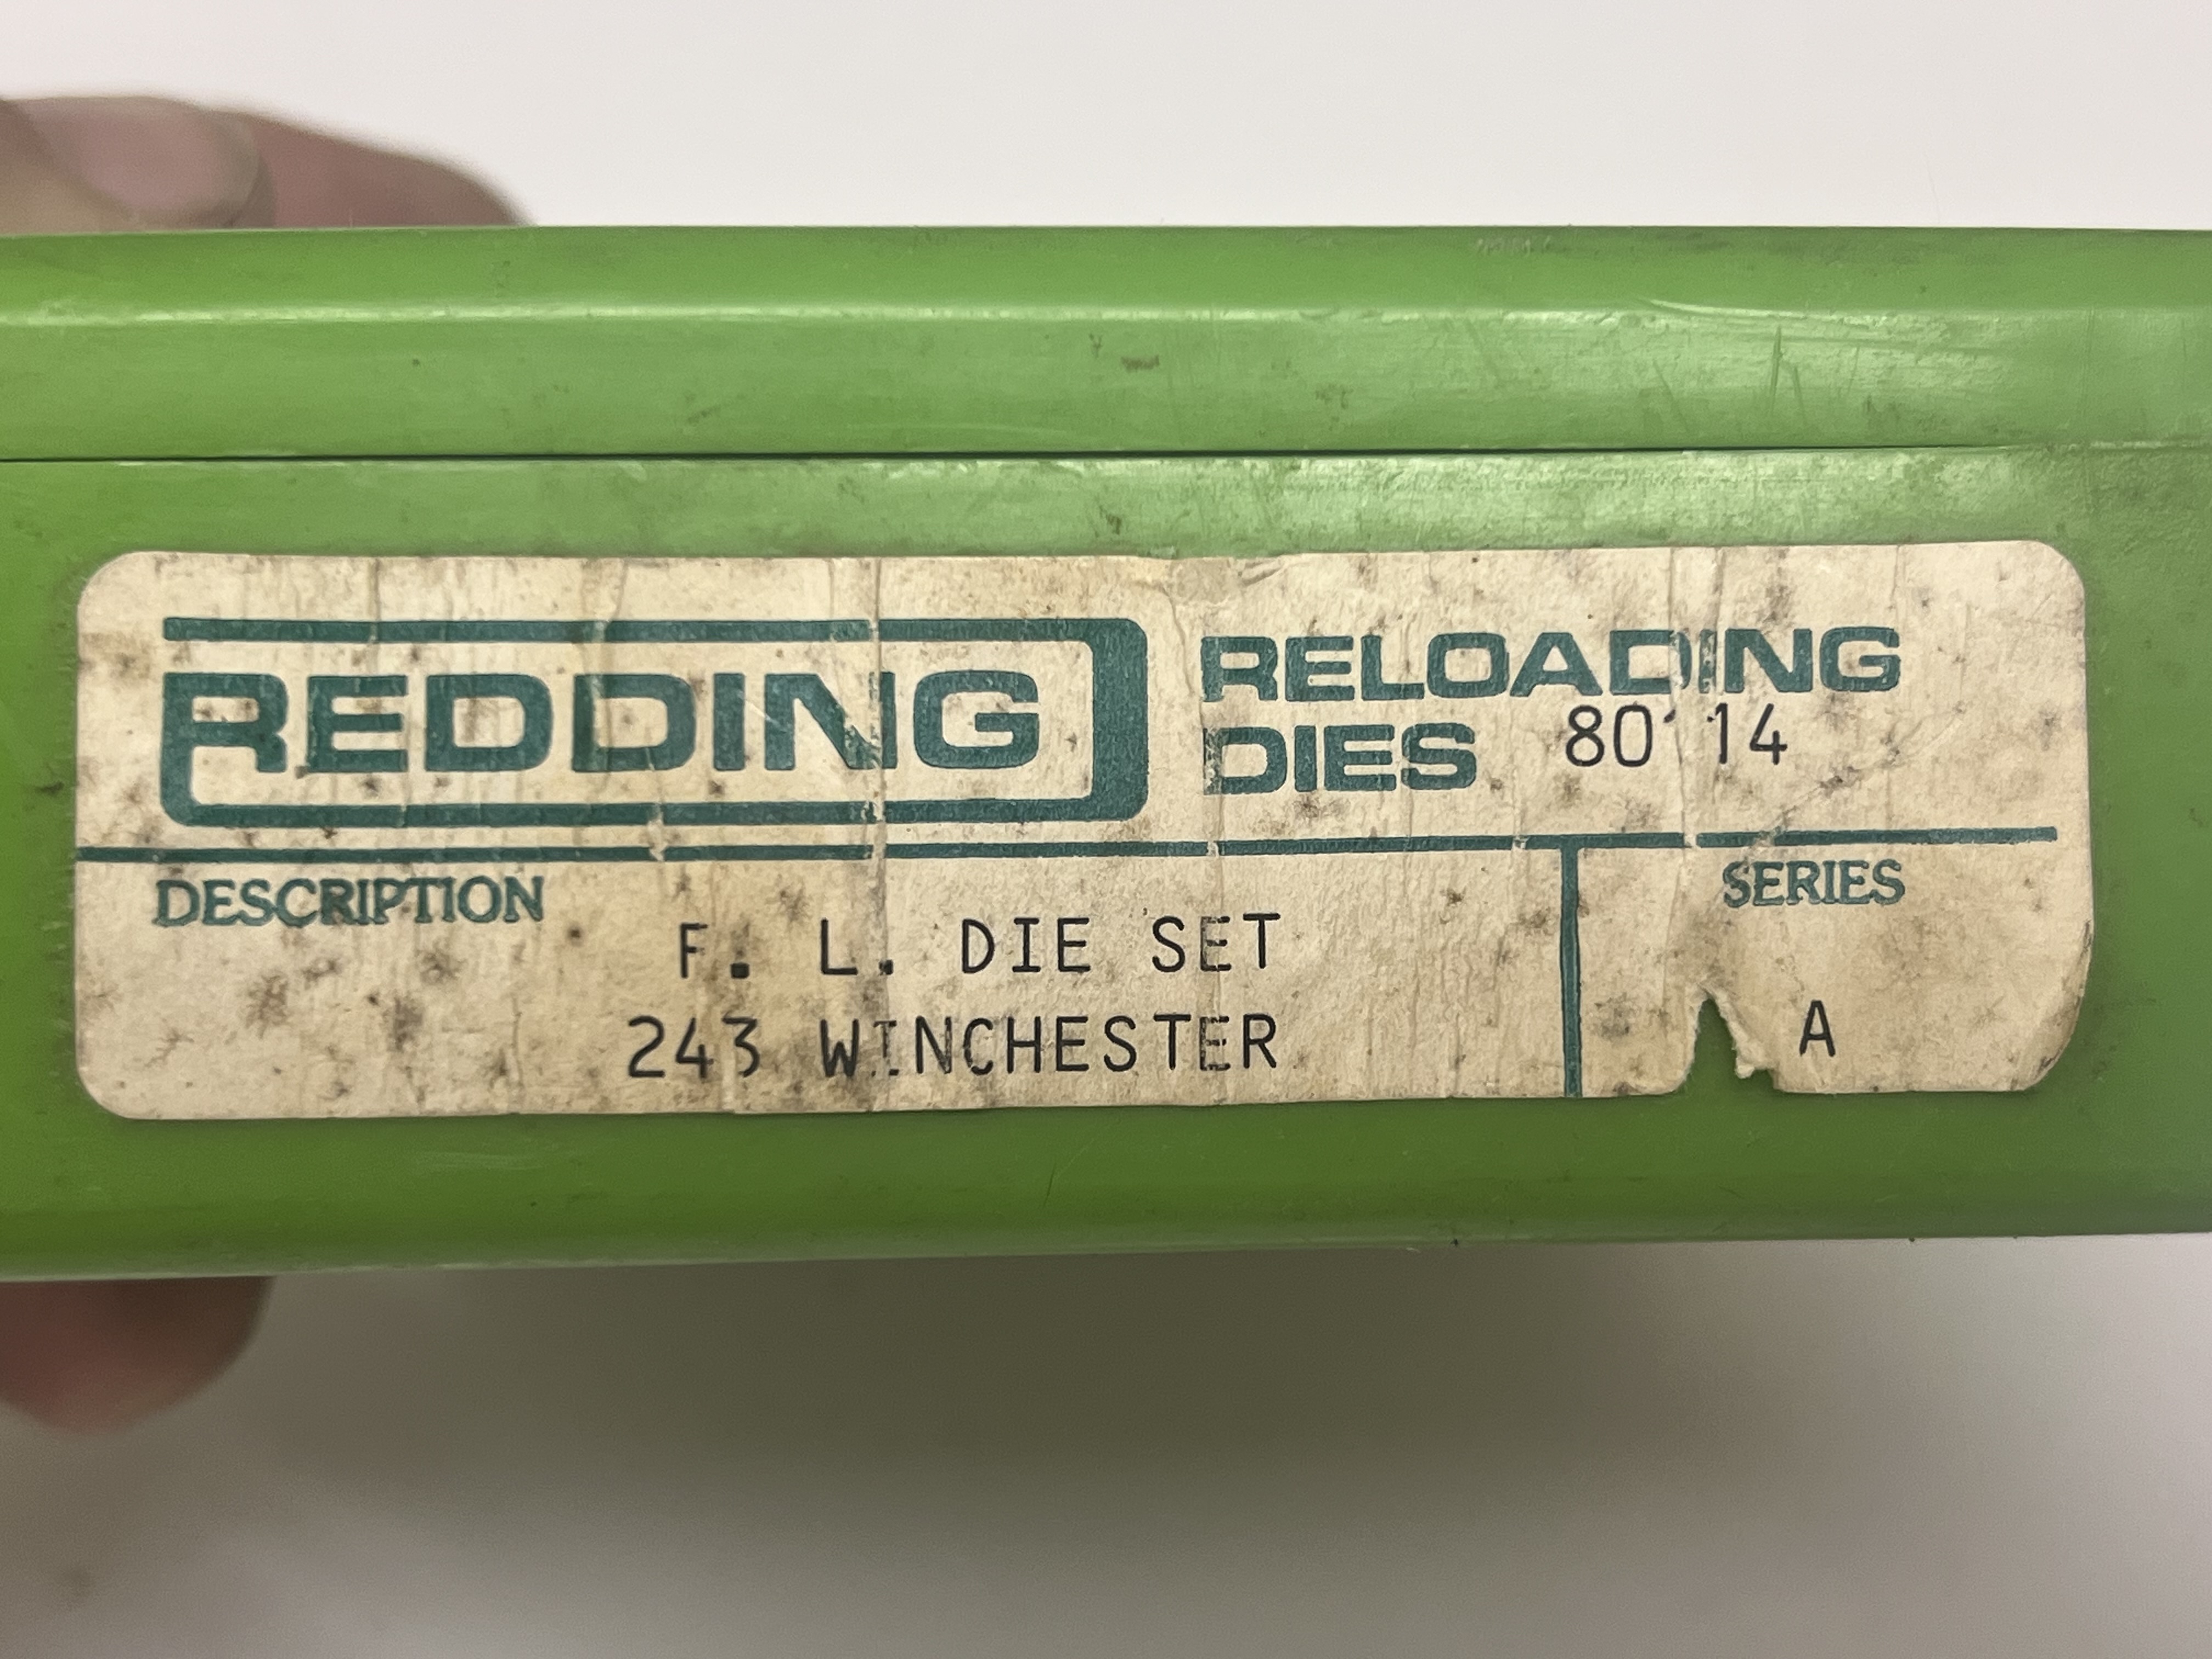 REDDING RELOADING
DIES 80114
DESCRIPTION SERIES
F. L. DIE SET
243 WINCHESTER A